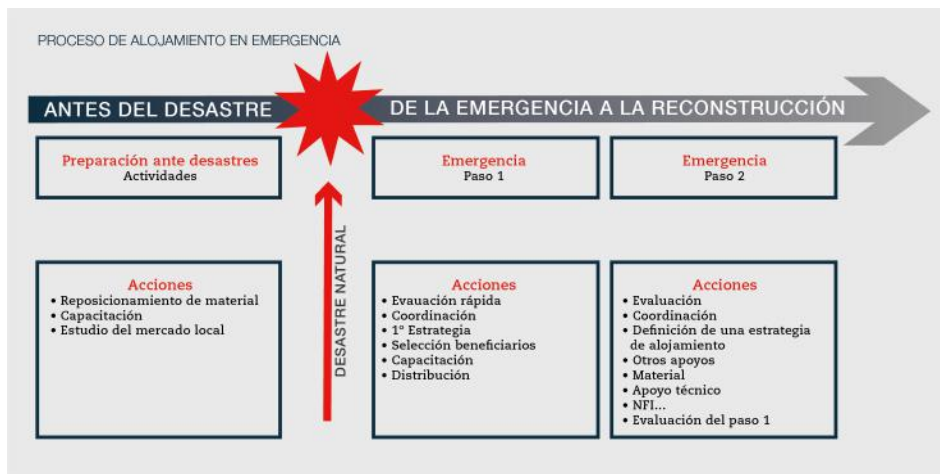 PROCESO DE ALOJAMIENTO EN EMERGENCIA
ANTES DEL DESASTRE
DE LA EMERGENCIA A LA RECONSTRUCCIÓN
Preparación ante desastres
Actividades
Emergencia
Paso 1
Emergencia
Paso 2
DESASTRE NATURAL
Acciones
• Reposicionamiento de material
• Capacitación
• Estudio del mercado local
Acciones
• Evauación rápida
• Coordinación
• 1º Estrategia
• Selección beneficiarios
• Capacitación
• Distribución
Acciones
• Evaluación
• Coordinación
• Definición de una estrategia
de alojamiento
• Otros apoyos
• Material
• Apoyo técnico
• NFI...
• Evaluación del paso 1